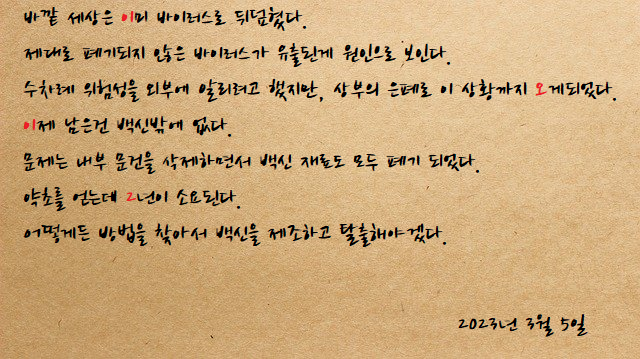 바깥 세상은 이미 바이러스로 뒤덮혔다.
제대로 폐기되지 않은 바이러스가 유출된게 원인으로 보인다.
수차례 위험성을 외부에 알리려고 했지만, 상부의 은폐로 이 상황까지 오게되었다.
이제 남은건 백신밖에 없다.
문제는 내부 문건을 삭제하면서 백신 재료도 모두 폐기 되었다.
약초를 얻는데 2년이 소요된다.
어떻게든 방법을 찾아서 백신을 제조하고 탈출해야겠다.
2023년 3월 5일